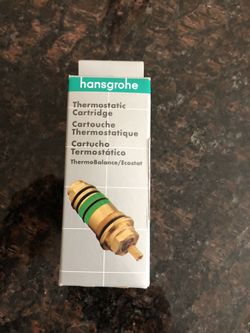 hansgrohe
Thermostatic
Cartridge
Cartouche
Thermostatique
Cartucho
Termostático
ThermoBalance/Ecostat